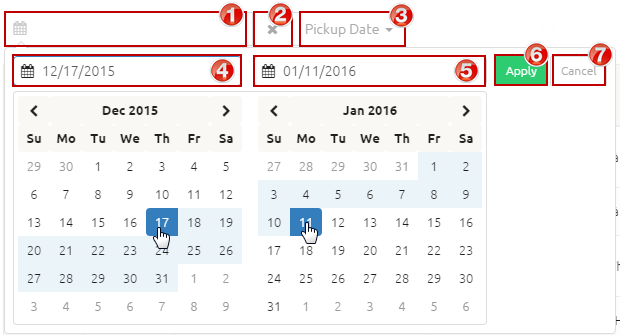 1 2 Pickup Date 3
12/17/2015 4 01/11/2016 5 Apply 6 Cancel 7
Dec 2015 Jan 2016
Su Mo Tu We Th Fr Sa Su Mo Tu We Th Fr Sa
29 30 1 2 3 4 5 27 28 29 30 31 1 2
6 7 8 9 10 11 12 3 4 5 6 7 8 9
13 14 15 16 17 18 19 10 11 12 13 14 15 16
20 21 22 23 24 25 26 17 18 19 20 21 22 23
27 28 29 30 31 1 2 24 25 26 27 28 29 30
3 4 5 6 7 8 9 31 1 2 3 4 5 6